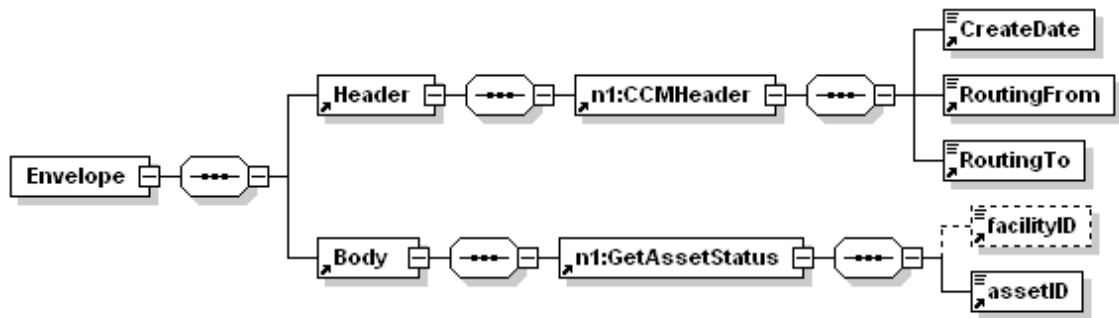 CreateDate
Header
n1:CCMHeader
RoutingFrom
RoutingTo
Envelope
facilityID
Body
n1:GetAssetStatus
assetID